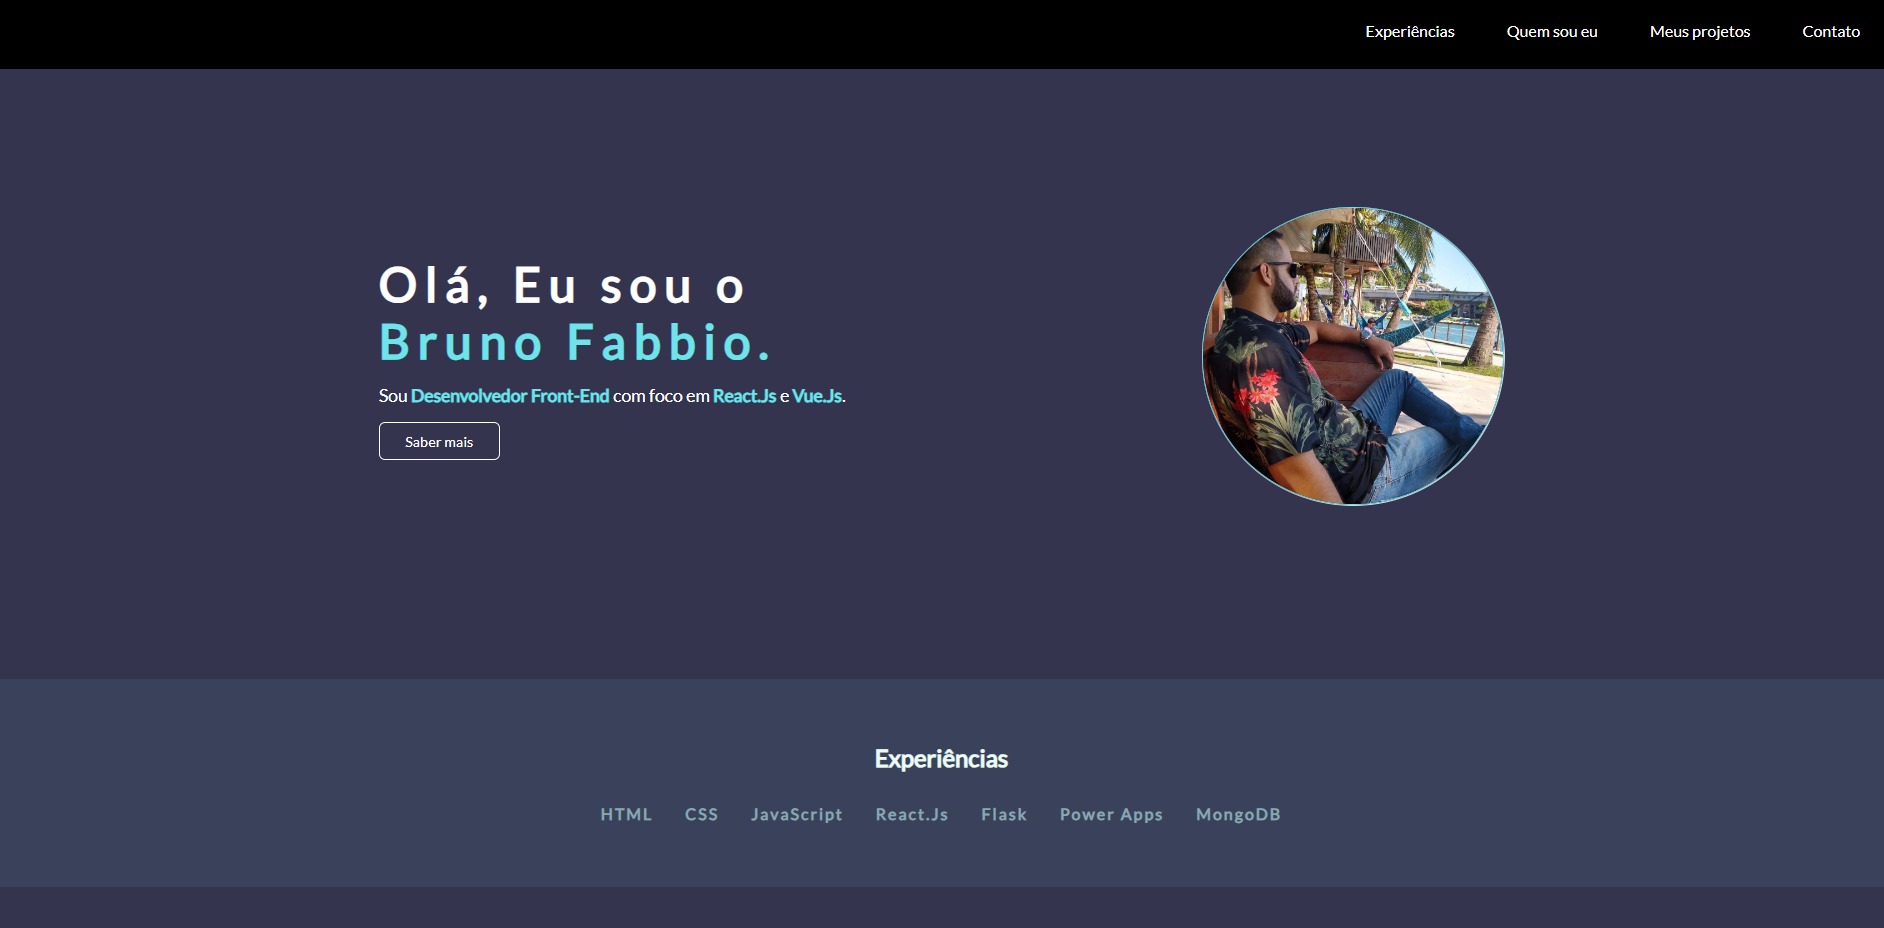 Experiências Quem sou eu Meus projetos Contato
Olá, Eu sou o
Bruno Fabbio.
Sou Desenvolvedor Front-End com foco em React.Js e Vue.Js.
Saber mais
Experiências
HTML CSS JavaScript React.Js Flask Power Apps MongoDB